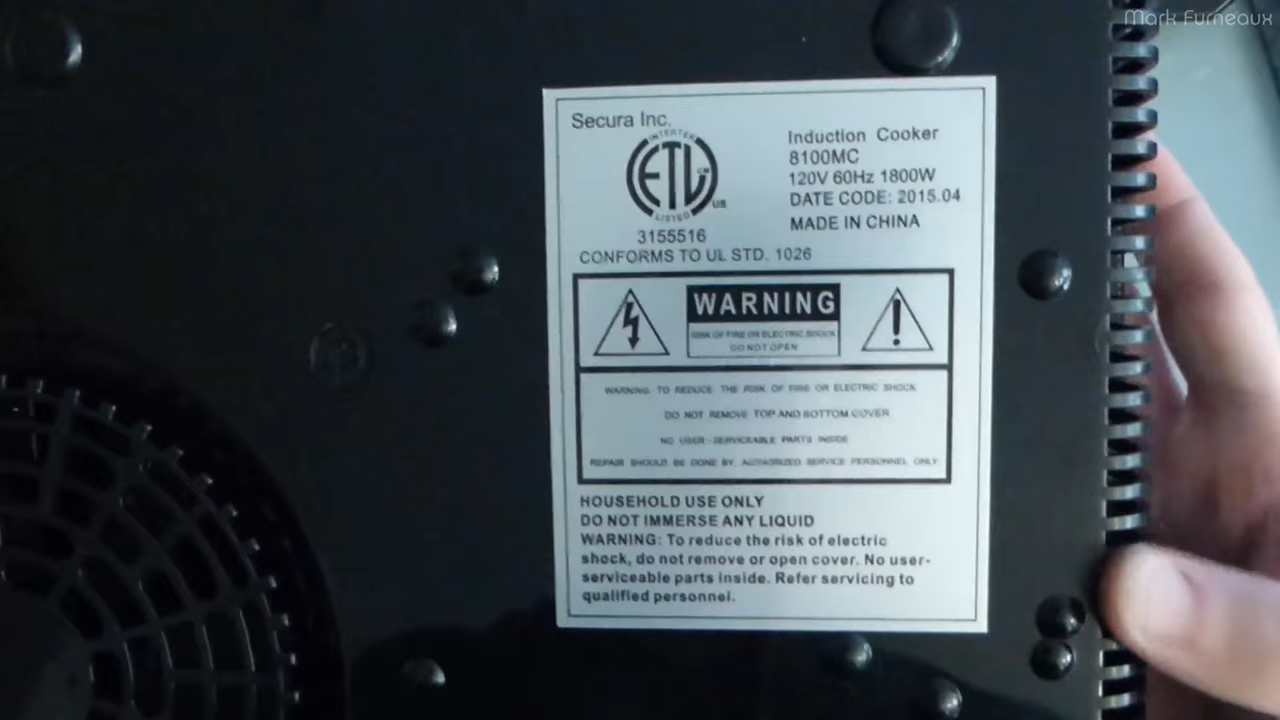 Mark Furneaux
Secura Inc.
INTERTEK
ETL
CM
US
LISTED
3155516
CONFORMS TO UL STD. 1026
Induction Cooker
8100MC
120V 60Hz 1800W
DATE CODE: 2015.04
MADE IN CHINA
WARNING
RISK OF FIRE OR ELECTRIC SHOCK
DO NOT OPEN
WARNING: TO REDUCE THE RISK OF FIRE OR ELECTRIC SHOCK
DO NOT REMOVE TOP AND BOTTOM COVER
NO USER-SERVICEABLE PARTS INSIDE
REPAIR SHOULD BE DONE BY AUTHORIZED SERVICE PERSONNEL ONLY
HOUSEHOLD USE ONLY
DO NOT IMMERSE ANY LIQUID
WARNING: To reduce the risk of electric
shock, do not remove or open cover. No user-
serviceable parts inside. Refer servicing to
qualified personnel.